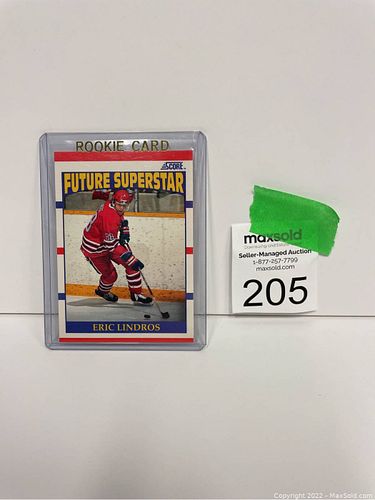 ROOKIE CARD
SCORE
FUTURE SUPERSTAR
ERIC LINDROS
maxsold
Seller-Managed Auction
1-877-257-7799
maxsold.com
205
Copyright 2022 - MaxSold.com